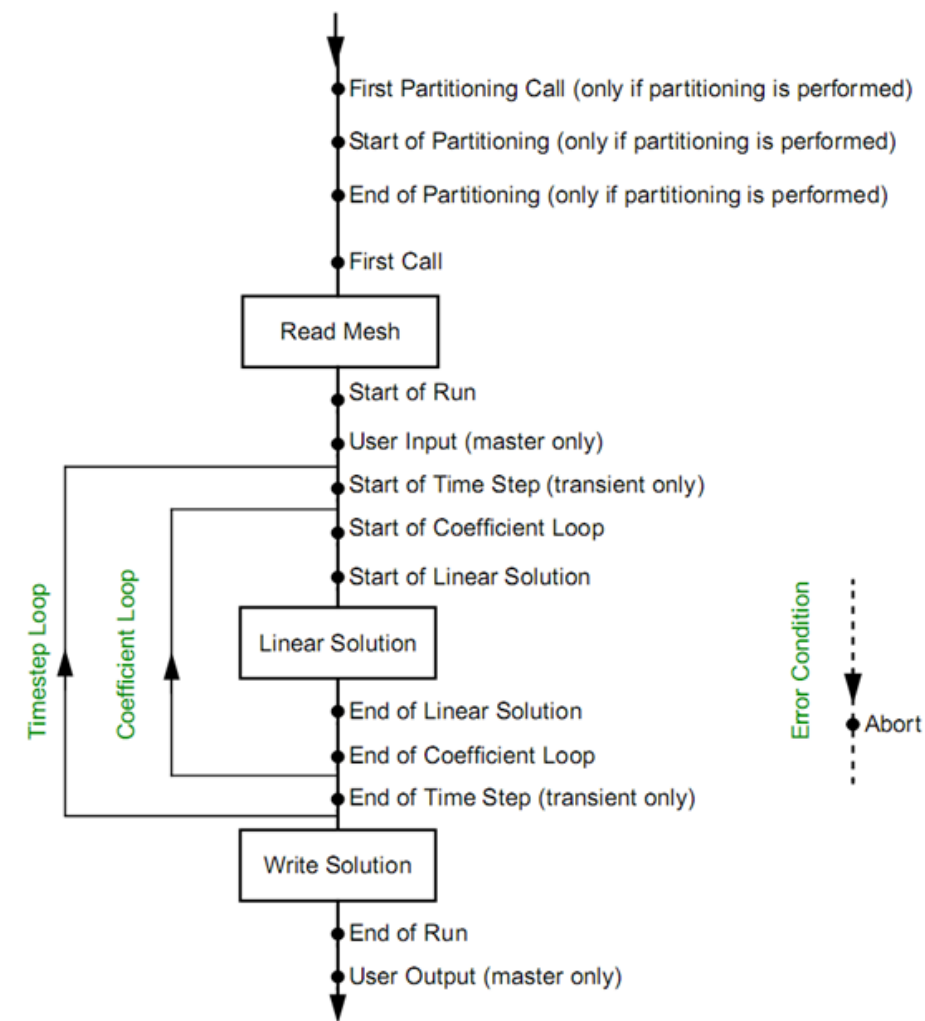 First Partitioning Call (only if partitioning is performed)
Start of Partitioning (only if partitioning is performed)
End of Partitioning (only if partitioning is performed)
First Call
Read Mesh
Start of Run
User Input (master only)
Start of Time Step (transient only)
Start of Coefficient Loop
Start of Linear Solution
Timestep Loop
Coefficient Loop
Linear Solution
Error Condition
Abort
End of Linear Solution
End of Coefficient Loop
End of Time Step (transient only)
Write Solution
End of Run
User Output (master only)